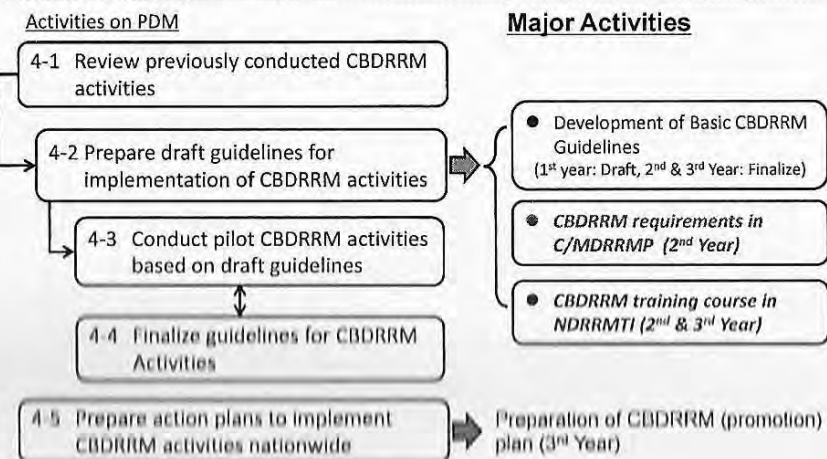 Activities on PDM
Major Activities
4-1 Review previously conducted CBDRRM
activities
4-2 Prepare draft guidelines for
implementation of CBDRRM activities
● Development of Basic CBDRRM
Guidelines
(1st year: Draft, 2nd & 3rd Year: Finalize)
● CBDRRM requirements in
C/MDRRMP (2nd Year)
● CBDRRM training course in
NDRRMTI (2nd & 3rd Year)
4-3 Conduct pilot CBDRRM activities
based on draft guidelines
4-4 Finalize guidelines for CBDRRM
Activities
4-5 Prepare action plans to implement
CBDRRM activities nationwide
Preparation of CBDRRM (promotion)
plan (3rd Year)